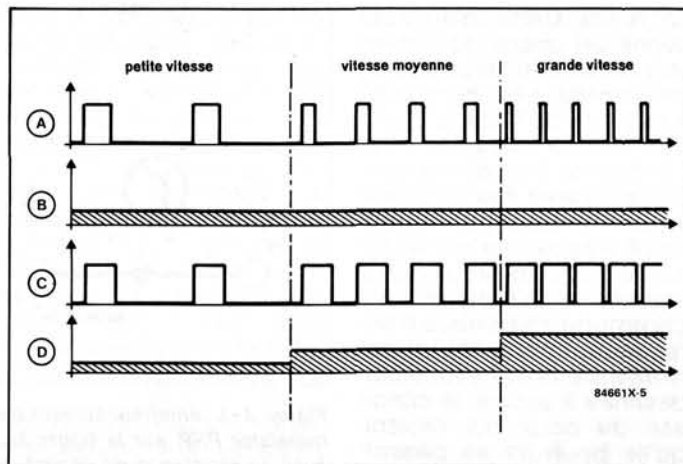 petite vitesse
vitesse moyenne
grande vitesse
A
B
C
D
84661X-5